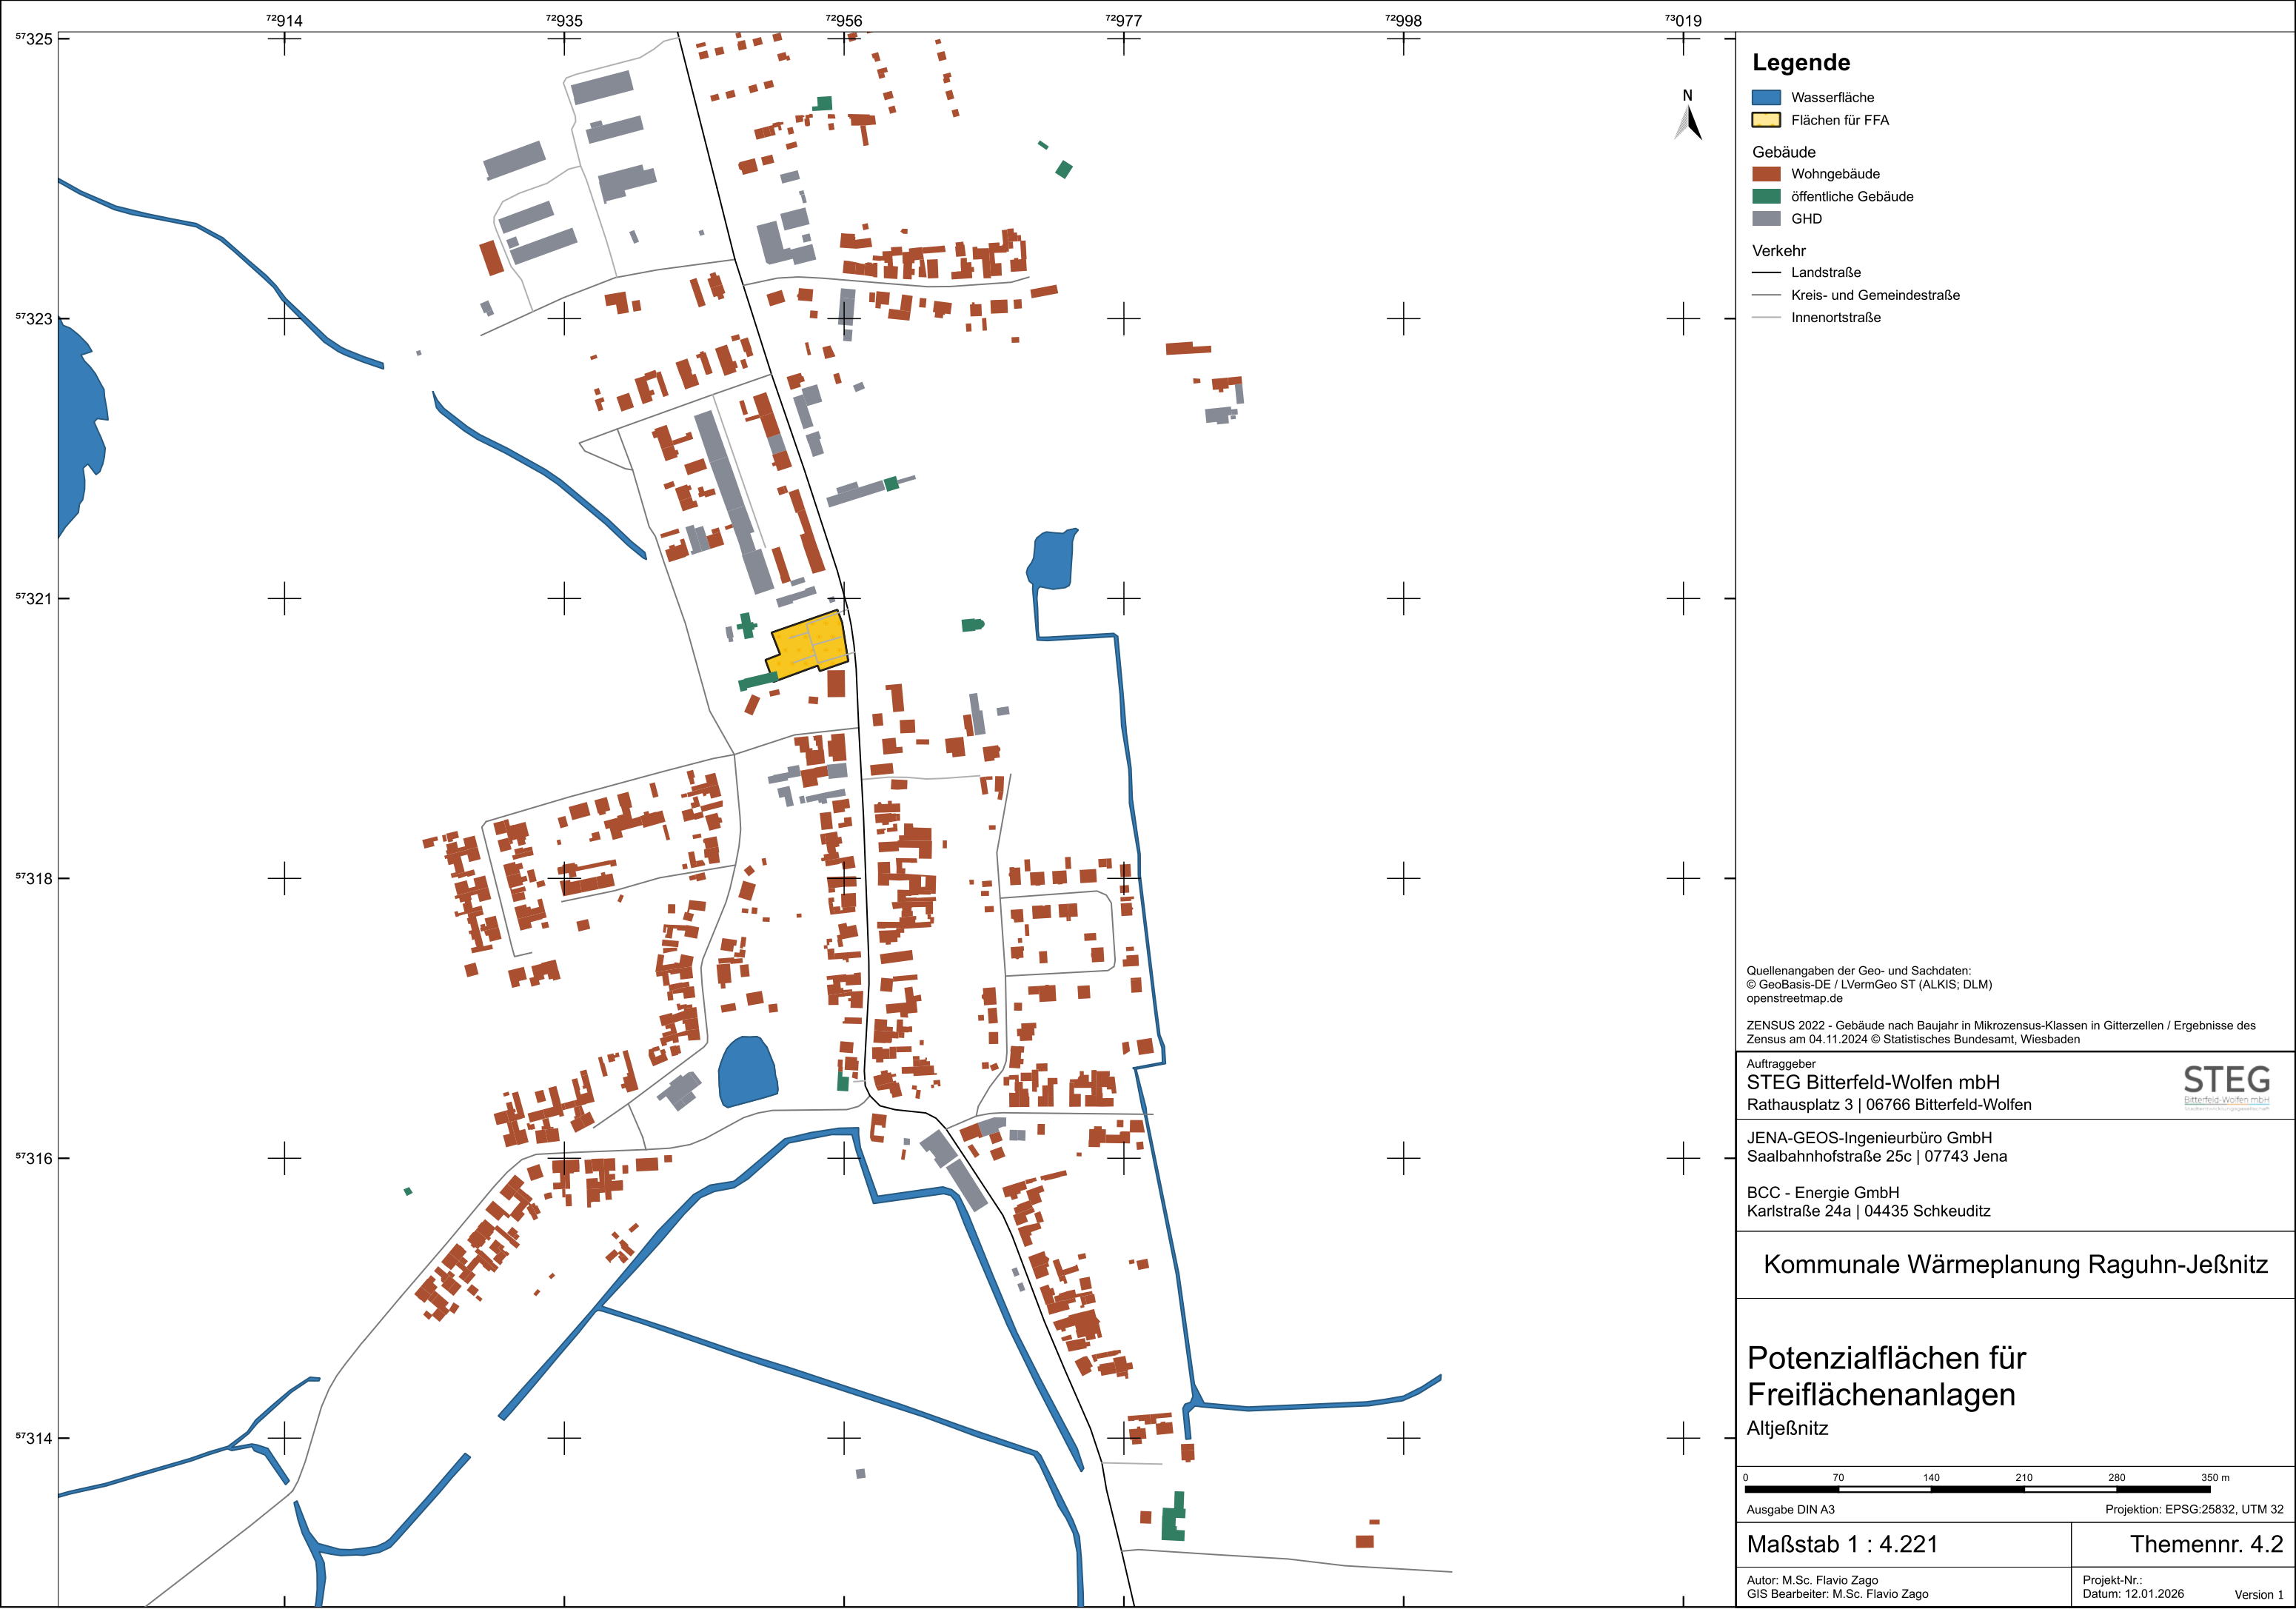 ⁷²914 ⁷²935 ⁷²956 ⁷²977 ⁷²998 ⁷³019
⁵⁷325
⁵⁷323
⁵⁷321
⁵⁷318
⁵⁷316
⁵⁷314
N
Legende
Wasserfläche
Flächen für FFA
Gebäude
Wohngebäude
öffentliche Gebäude
GHD
Verkehr
Landstraße
Kreis- und Gemeindestraße
Innenortstraße
Quellenangaben der Geo- und Sachdaten:
© GeoBasis-DE / LVermGeo ST (ALKIS; DLM)
openstreetmap.de
ZENSUS 2022 - Gebäude nach Baujahr in Mikrozensus-Klassen in Gitterzellen / Ergebnisse des
Zensus am 04.11.2024 © Statistisches Bundesamt, Wiesbaden
Auftraggeber
STEG Bitterfeld-Wolfen mbH
Rathausplatz 3 | 06766 Bitterfeld-Wolfen
STEG
Bitterfeld-Wolfen mbH
JENA-GEOS-Ingenieurbüro GmbH
Saalbahnhofstraße 25c | 07743 Jena
BCC - Energie GmbH
Karlstraße 24a | 04435 Schkeuditz
Kommunale Wärmeplanung Raguhn-Jeßnitz
Potenzialflächen für
Freiflächenanlagen
Altjeßnitz
0 70 140 210 280 350 m
Ausgabe DIN A3 Projektion: EPSG:25832, UTM 32
Maßstab 1 : 4.221 Themennr. 4.2
Autor: M.Sc. Flavio Zago Projekt-Nr.:
GIS Bearbeiter: M.Sc. Flavio Zago Datum: 12.01.2026 Version 1